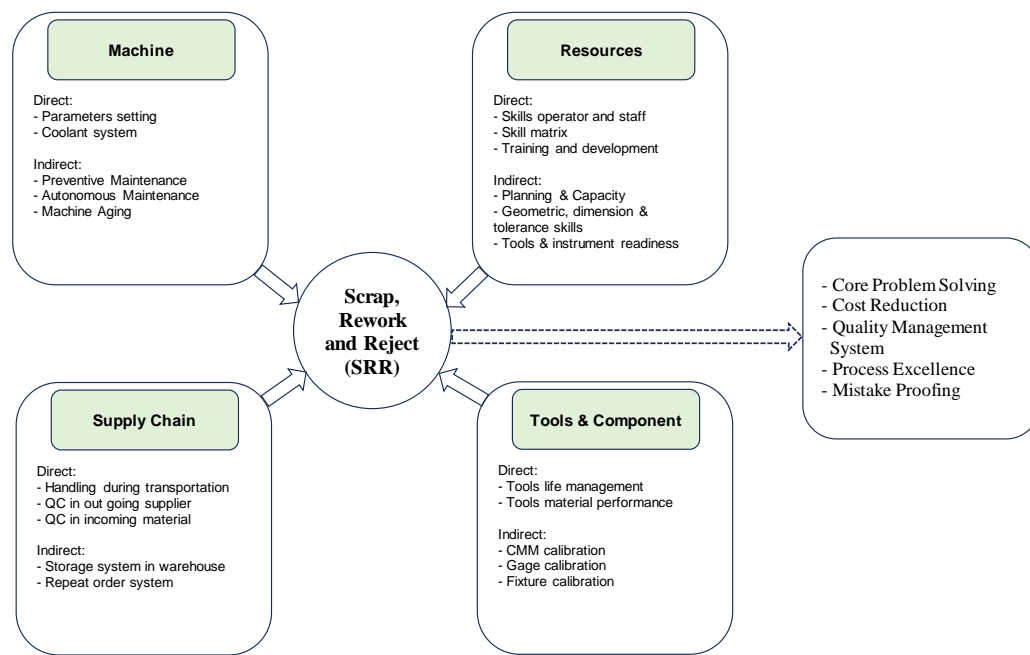 Machine
Direct:
- Parameters setting
- Coolant system
Indirect:
- Preventive Maintenance
- Autonomous Maintenance
- Machine Aging
Resources
Direct:
- Skills operator and staff
- Skill matrix
- Training and development
Indirect:
- Planning & Capacity
- Geometric, dimension &
tolerance skills
- Tools & instrument readiness
Scrap,
Rework
and Reject
(SRR)
- Core Problem Solving
- Cost Reduction
- Quality Management
System
- Process Excellence
- Mistake Proofing
Supply Chain
Direct:
- Handling during transportation
- QC in out going supplier
- QC in incoming material
Indirect:
- Storage system in warehouse
- Repeat order system
Tools & Component
Direct:
- Tools life management
- Tools material performance
Indirect:
- CMM calibration
- Gage calibration
- Fixture calibration